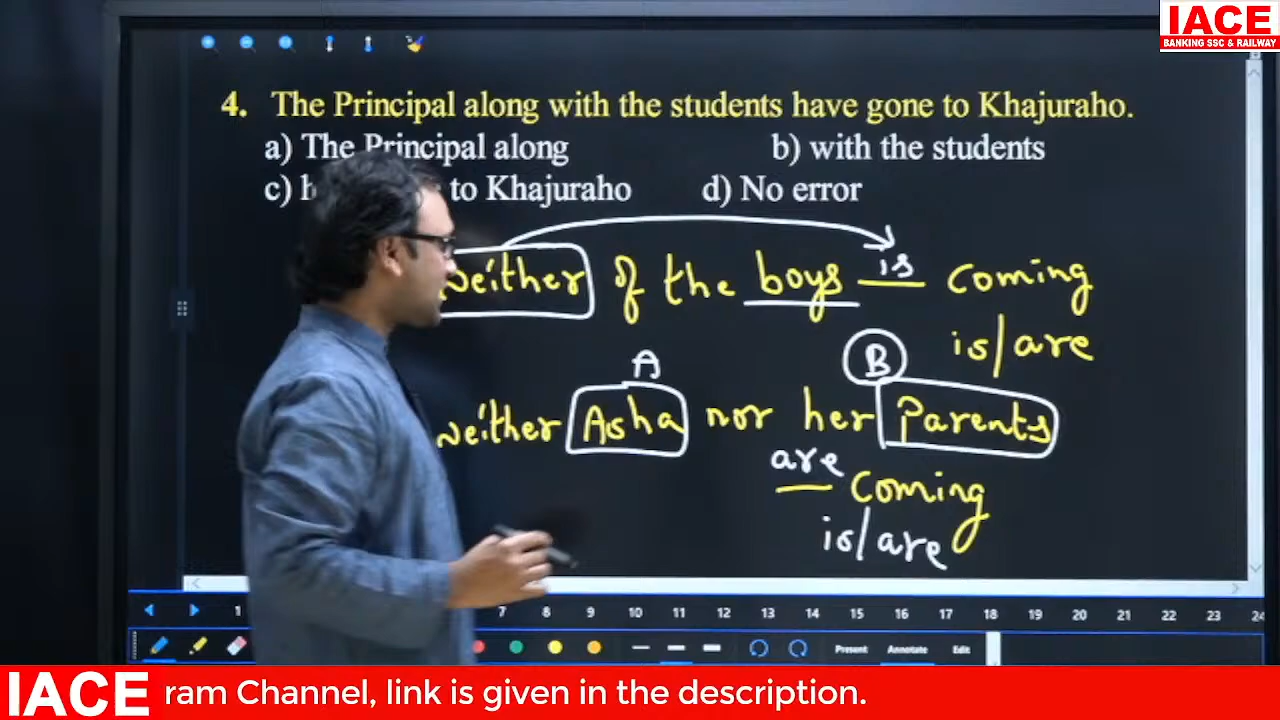 IACE
BANKING SSC & RAILWAY
4. The Principal along with the students have gone to Khajuraho.
a) The Principal along b) with the students
c) to Khajuraho d) No error
Neither of the boys is coming
is/are
A B
Neither Asha nor her Parents
are coming
is/are
1 7 8 9 10 11 12 13 14 15 16 17 18 19 20 21 22 23 24
Present Annotate Edit
IACE ram Channel, link is given in the description.